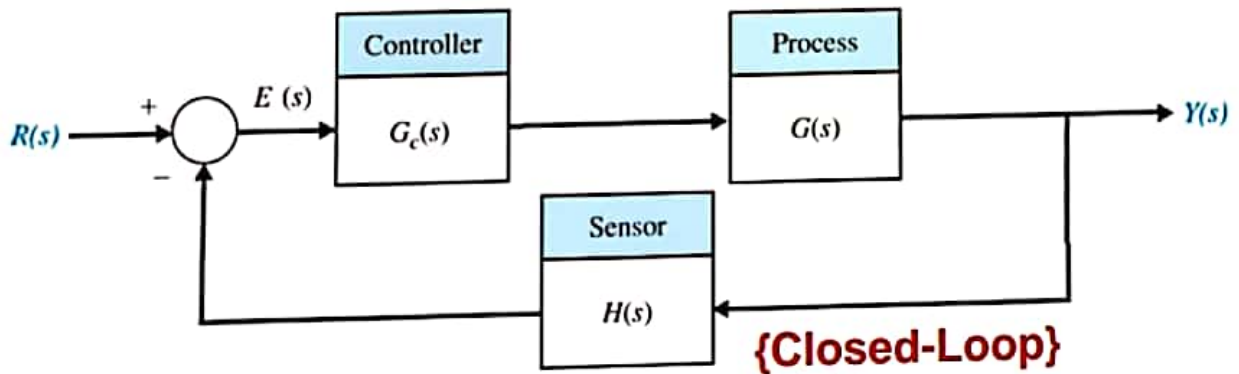 Controller
Process
+
E (s)
R(s)
G_c(s)
G(s)
Y(s)
−
Sensor
H(s)
{Closed-Loop}